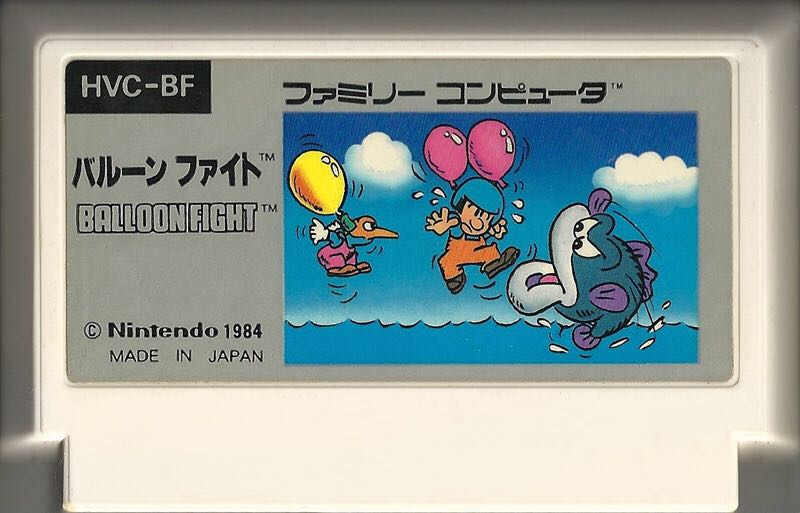 HVC-BF
ファミリー コンピュータ™
バルーン ファイト™
BALLOON FIGHT™
© Nintendo 1984
MADE IN JAPAN